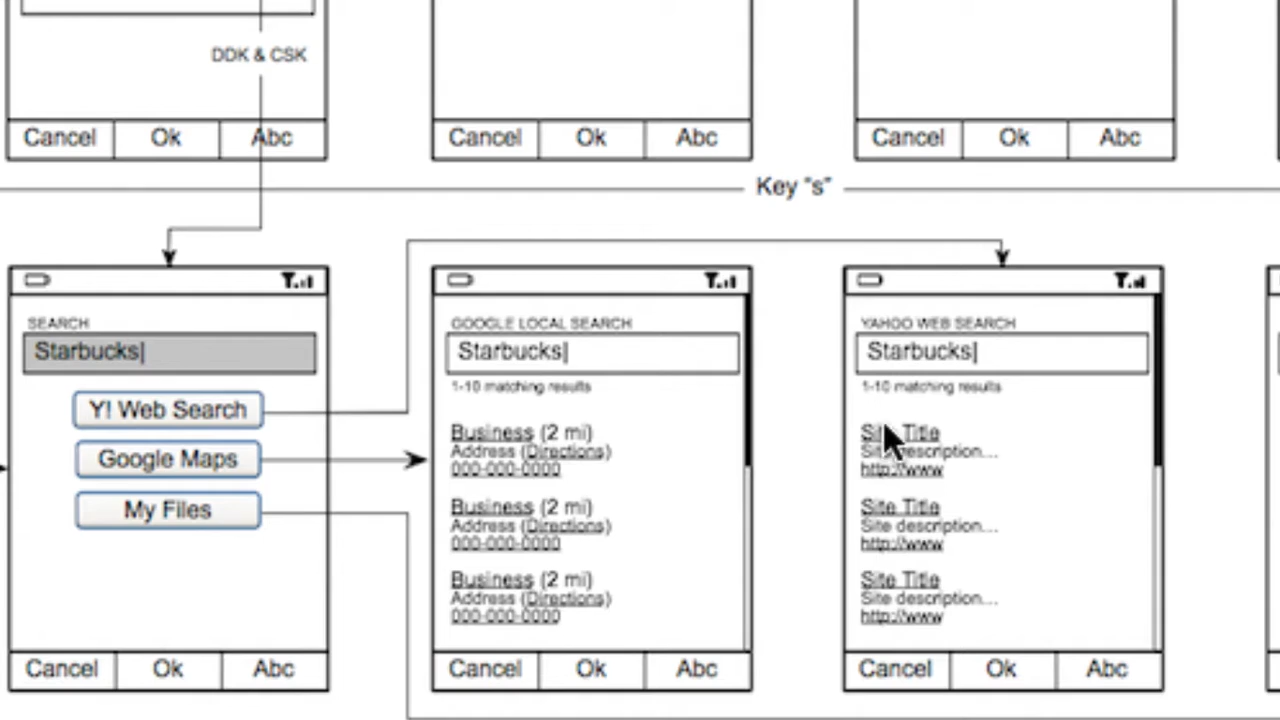 DDK & CSK
Cancel Ok Abc
Cancel Ok Abc
Cancel Ok Abc
Key "s"
SEARCH
Starbucks|
Y! Web Search
Google Maps
My Files
Cancel Ok Abc
GOOGLE LOCAL SEARCH
Starbucks|
1-10 matching results
Business (2 mi)
Address (Directions)
000-000-0000
Business (2 mi)
Address (Directions)
000-000-0000
Business (2 mi)
Address (Directions)
000-000-0000
Cancel Ok Abc
YAHOO WEB SEARCH
Starbucks|
1-10 matching results
Site Title
Site description...
http://www
Site Title
Site description...
http://www
Site Title
Site description...
http://www
Cancel Ok Abc